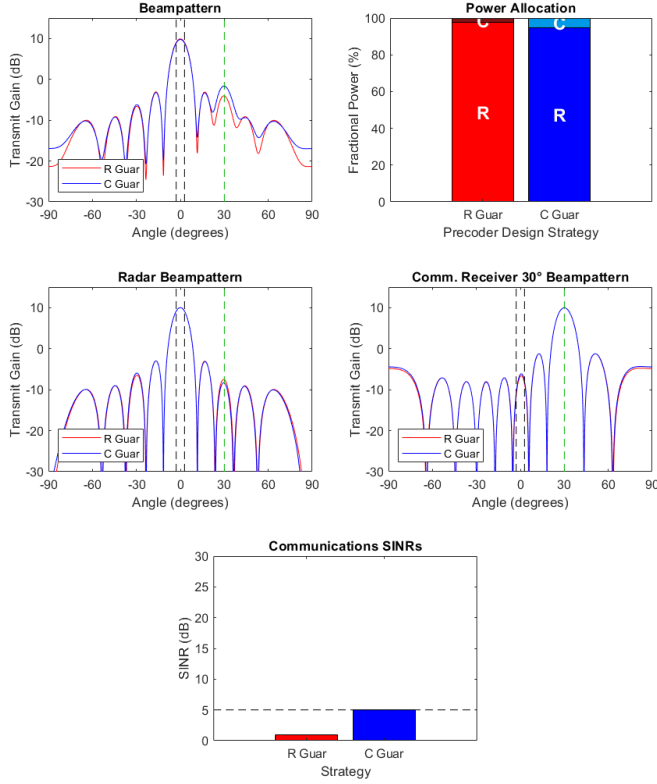 Beampattern
10
0
-10
-20
-30
Transmit Gain (dB)
R Guar
C Guar
-90 -60 -30 0 30 60 90
Angle (degrees)
Power Allocation
100
80
60
40
20
0
Fractional Power (%)
C C
R R
R Guar C Guar
Precoder Design Strategy
Radar Beampattern
10
0
-10
-20
-30
Transmit Gain (dB)
R Guar
C Guar
-90 -60 -30 0 30 60 90
Angle (degrees)
Comm. Receiver 30° Beampattern
10
0
-10
-20
-30
Transmit Gain (dB)
R Guar
C Guar
-90 -60 -30 0 30 60 90
Angle (degrees)
Communications SINRs
30
25
20
15
10
5
0
SINR (dB)
R Guar C Guar
Strategy